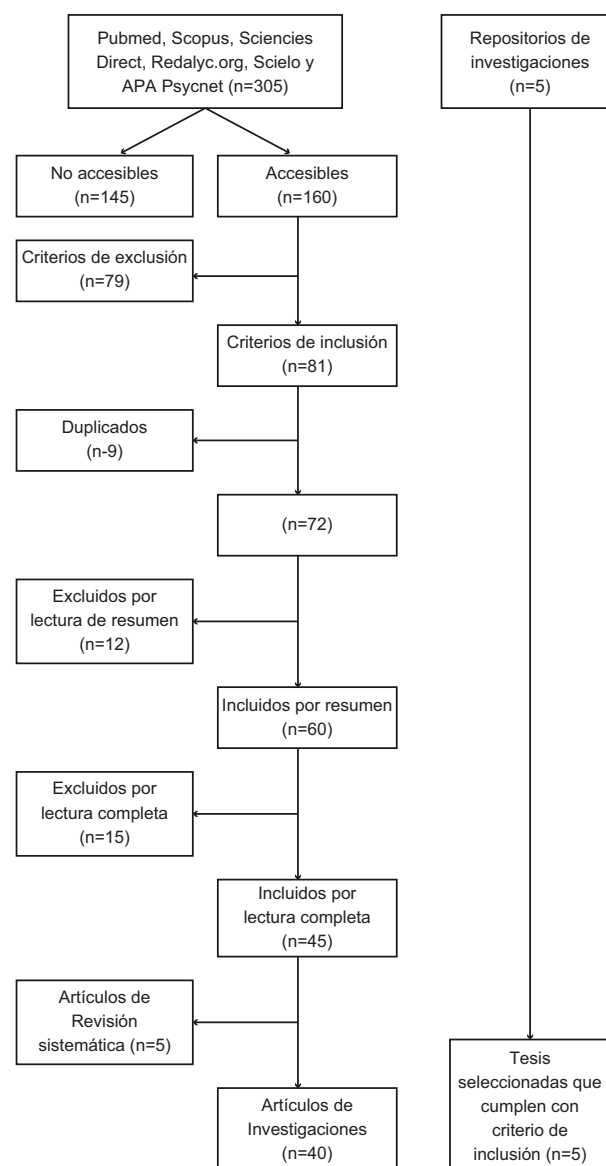 Pubmed, Scopus, Sciencies
Direct, Redalyc.org, Scielo y
APA Psycnet (n=305)
Repositorios de
investigaciones
(n=5)
No accesibles
(n=145)
Accesibles
(n=160)
Criterios de exclusión
(n=79)
Criterios de inclusión
(n=81)
Duplicados
(n-9)
(n=72)
Excluidos por
lectura de resumen
(n=12)
Incluidos por resumen
(n=60)
Excluidos por
lectura completa
(n=15)
Incluidos por
lectura completa
(n=45)
Artículos de
Revisión
sistemática (n=5)
Artículos de
Investigaciones
(n=40)
Tesis
seleccionadas que
cumplen con
criterio de
inclusión (n=5)